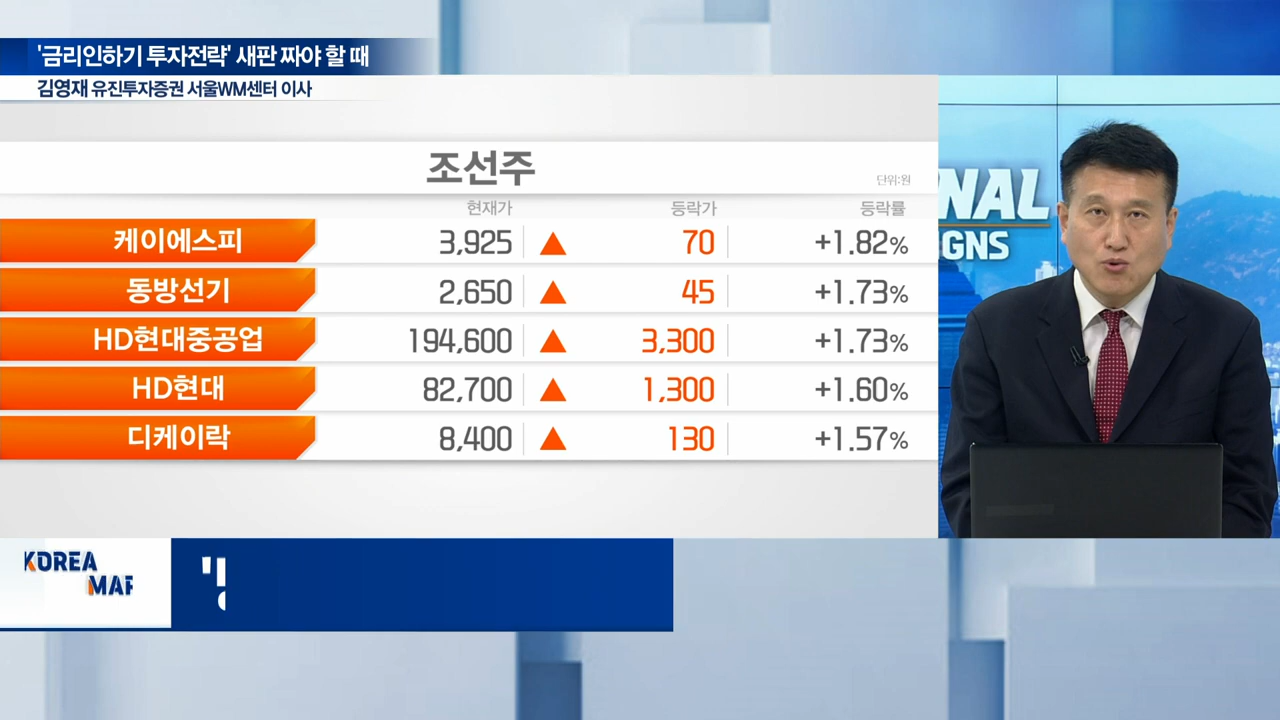 '금리인하기 투자전략' 새판 짜야 할 때
김영재 유진투자증권 서울WM센터 이사
조선주
단위:원
현재가 등락가 등락률
케이에스피 3,925 ▲ 70 +1.82%
동방선기 2,650 ▲ 45 +1.73%
HD현대중공업 194,600 ▲ 3,300 +1.73%
HD현대 82,700 ▲ 1,300 +1.60%
디케이락 8,400 ▲ 130 +1.57%
NAL
IGNS
KOREA
MAR